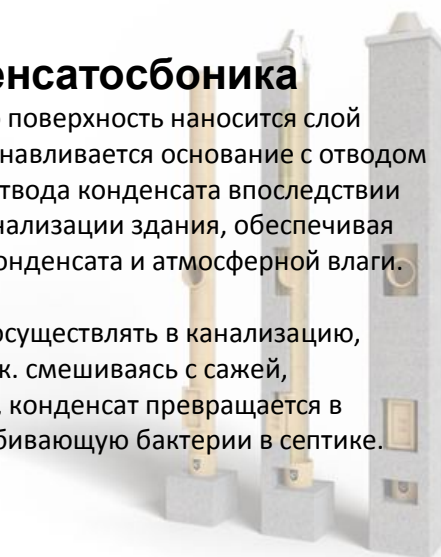 енсатосбоника
поверхность наносится слой
навливается основание с отводом
твода конденсата впоследствии
нализации здания, обеспечивая
онденсата и атмосферной влаги.
осуществлять в канализацию,
к. смешиваясь с сажей,
, конденсат превращается в
бивающую бактерии в септике.